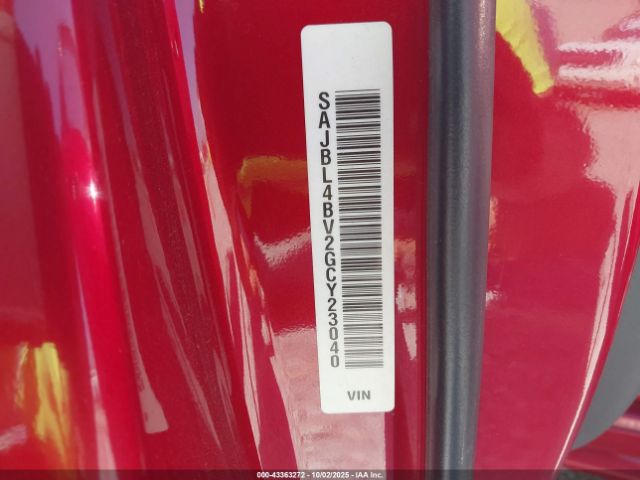 SAJBL4BV2GCY23040
VIN
000-43363272 - 10/02/2025 - IAA Inc.